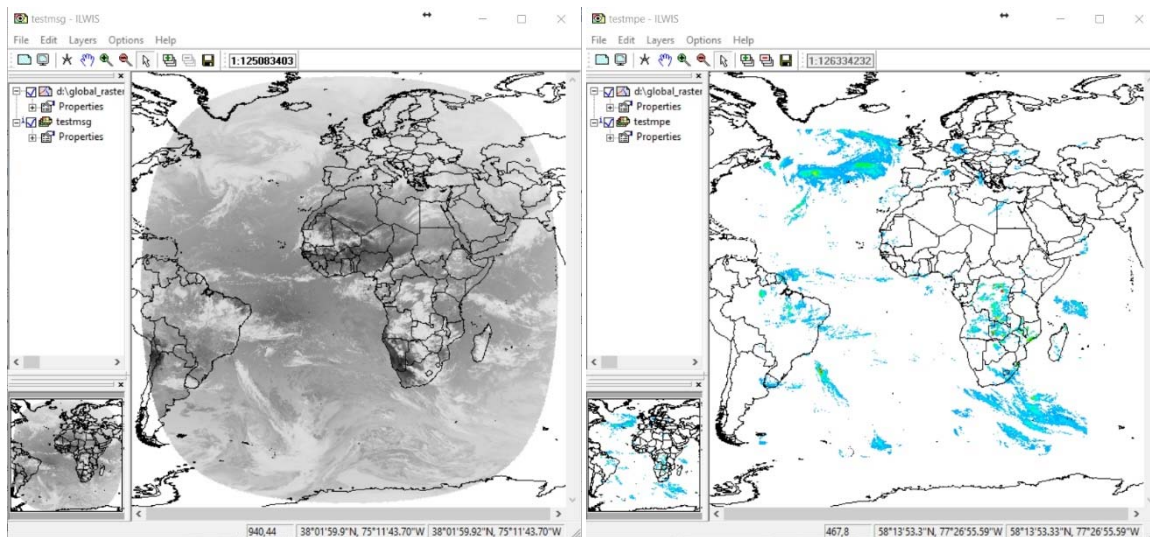 testmsg - ILWIS
File Edit Layers Options Help
1:125083403
d:\global_raster
Properties
testmsg
Properties
940,44 38°01'59.9"N, 75°11'43.70"W 38°01'59.92"N, 75°11'43.70"W
testmpe - ILWIS
File Edit Layers Options Help
1:126334232
d:\global_raster
Properties
testmpe
Properties
467,8 58°13'53.3"N, 77°26'55.59"W 58°13'53.33"N, 77°26'55.59"W